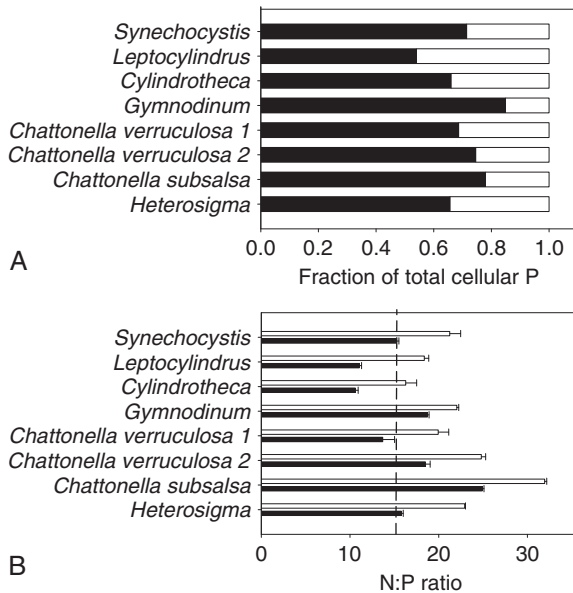 Synechocystis
Leptocylindrus
Cylindrotheca
Gymnodinum
Chattonella verruculosa 1
Chattonella verruculosa 2
Chattonella subsalsa
Heterosigma
0.0 0.2 0.4 0.6 0.8 1.0
A
Fraction of total cellular P
Synechocystis
Leptocylindrus
Cylindrotheca
Gymnodinum
Chattonella verruculosa 1
Chattonella verruculosa 2
Chattonella subsalsa
Heterosigma
0 10 20 30
B
N:P ratio